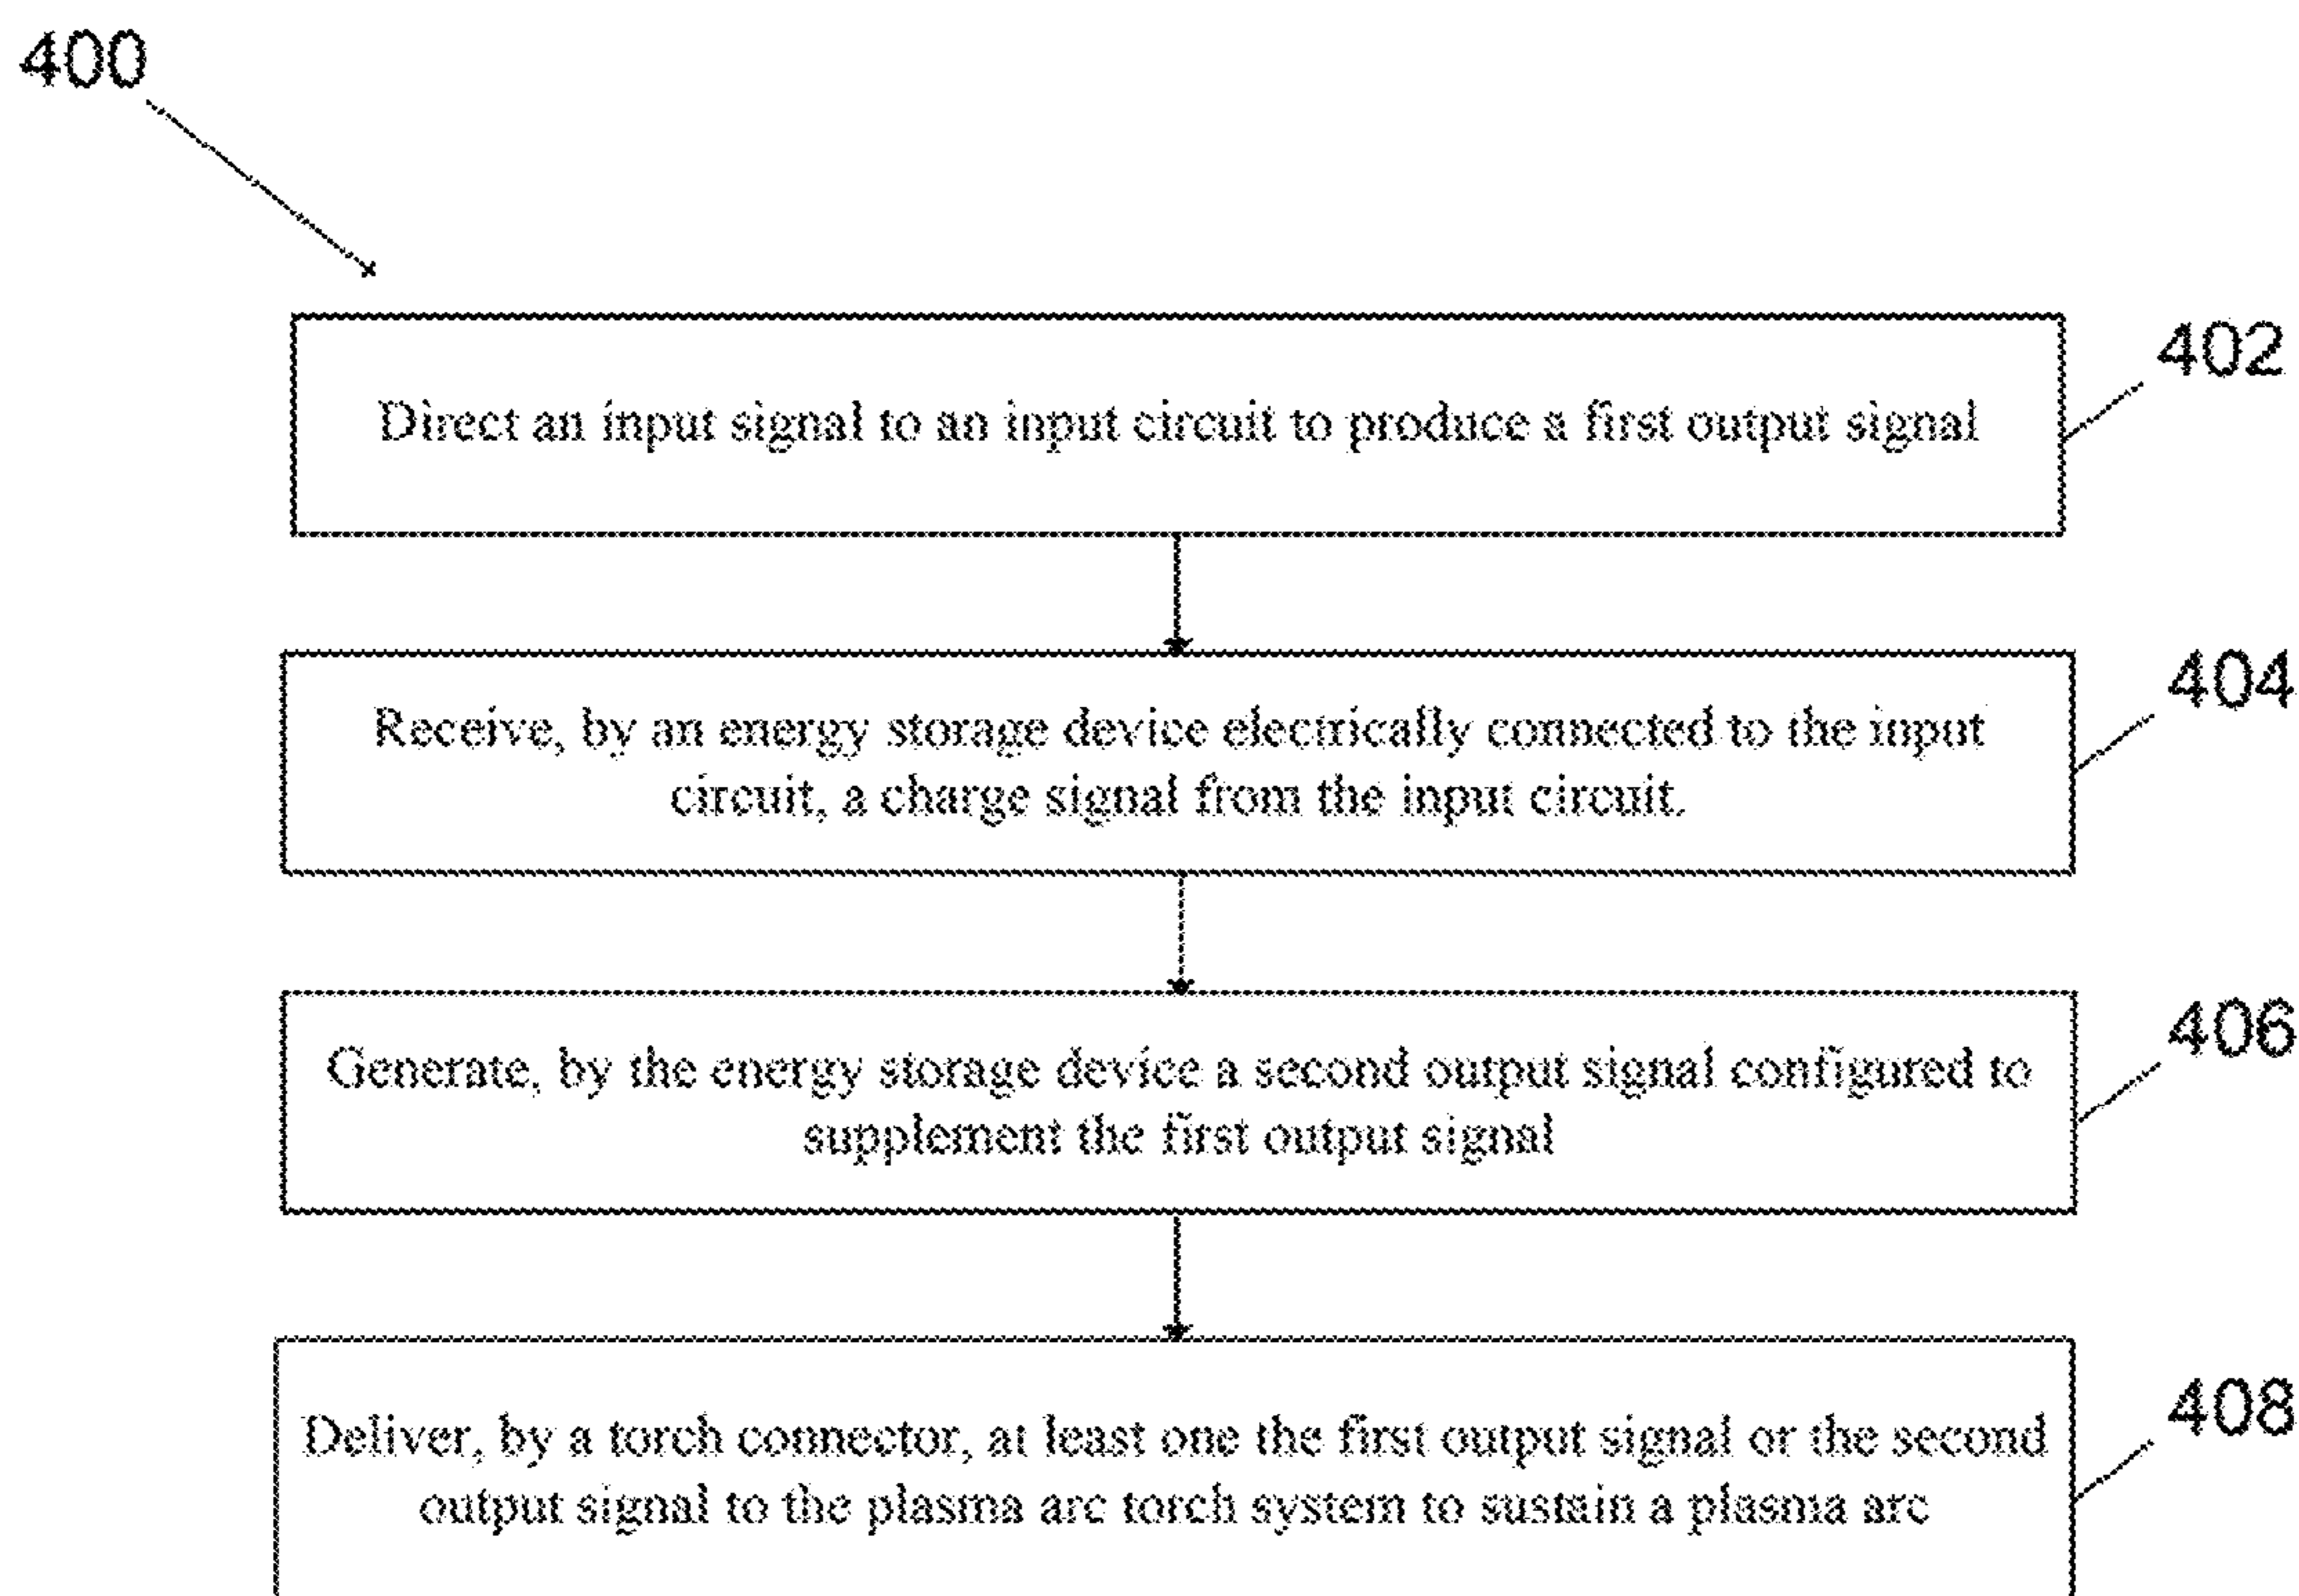 400
402
Direct an input signal to an input circuit to produce a first output signal
404
Receive, by an energy storage device electrically connected to the input
circuit, a charge signal from the input circuit.
406
Generate, by the energy storage device a second output signal configured to
supplement the first output signal
408
Deliver, by a torch connector, at least one the first output signal or the second
output signal to the plasma arc torch system to sustain a plasma arc